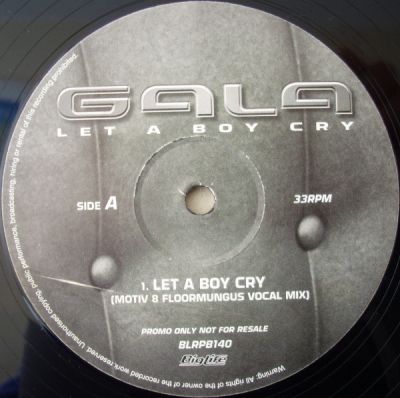 GALA
LET A BOY CRY
SIDE A
33RPM
1. LET A BOY CRY
(MOTIV 8 FLOORMUNGUS VOCAL MIX)
PROMO ONLY NOT FOR RESALE
BLRPB140
BigLife
Warning: All rights of the owner of the recorded work reserved. Unauthorised copying, public performance, broadcasting, hiring or rental of this recording prohibited.